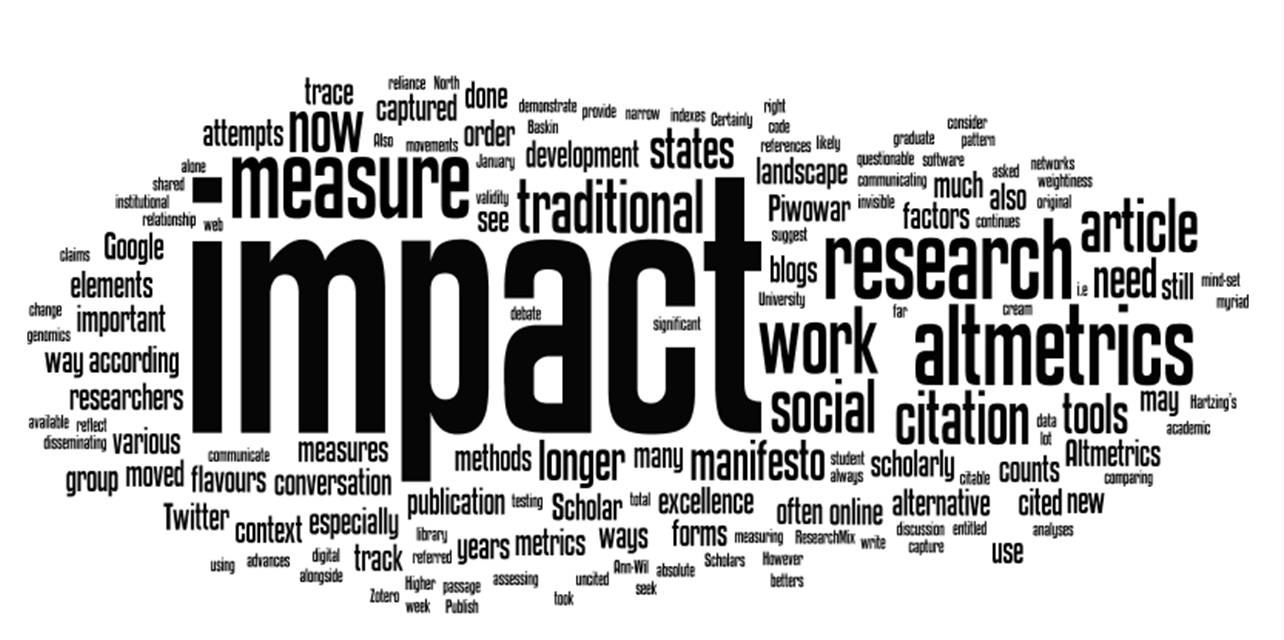 trace
reliance
North
captured
done
demonstrate
provide
narrow
indexes
Certainly
right
code
consider
attempts
now
Also
movements
order
Baskin
January
development
states
references
likely
graduate
pattern
alone
measure
landscape
questionable
software
asked
networks
shared
communicating
much
also
weightiness
institutional
validity
see
traditional
Piwowar
invisible
factors
continues
original
relationship
web
suggest
article
claims
Google
impact
blogs
research
i.e
need
still
mind-set
elements
University
far
cream
myriad
change
important
debate
significant
genomics
work
altmetrics
way
according
researchers
social
citation
data
lot
tools
may
Hartzing's
available
reflect
academic
disseminating
various
communicate
measures
methods
longer
many
manifesto
student
always
scholarly
citable
counts
Altmetrics
comparing
group
moved
flavours
conversation
publication
testing
Scholar
total
excellence
often
online
alternative
cited
new
Twitter
context
especially
library
years
metrics
ways
forms
measuring
ResearchMix
write
discussion
entitled
capture
analyses
use
using
advances
digital
alongside
track
referred
Ann-Wil
absolute
Scholars
However
betters
Zotero
Higher
passage
assessing
uncited
seek
week
Publish
took